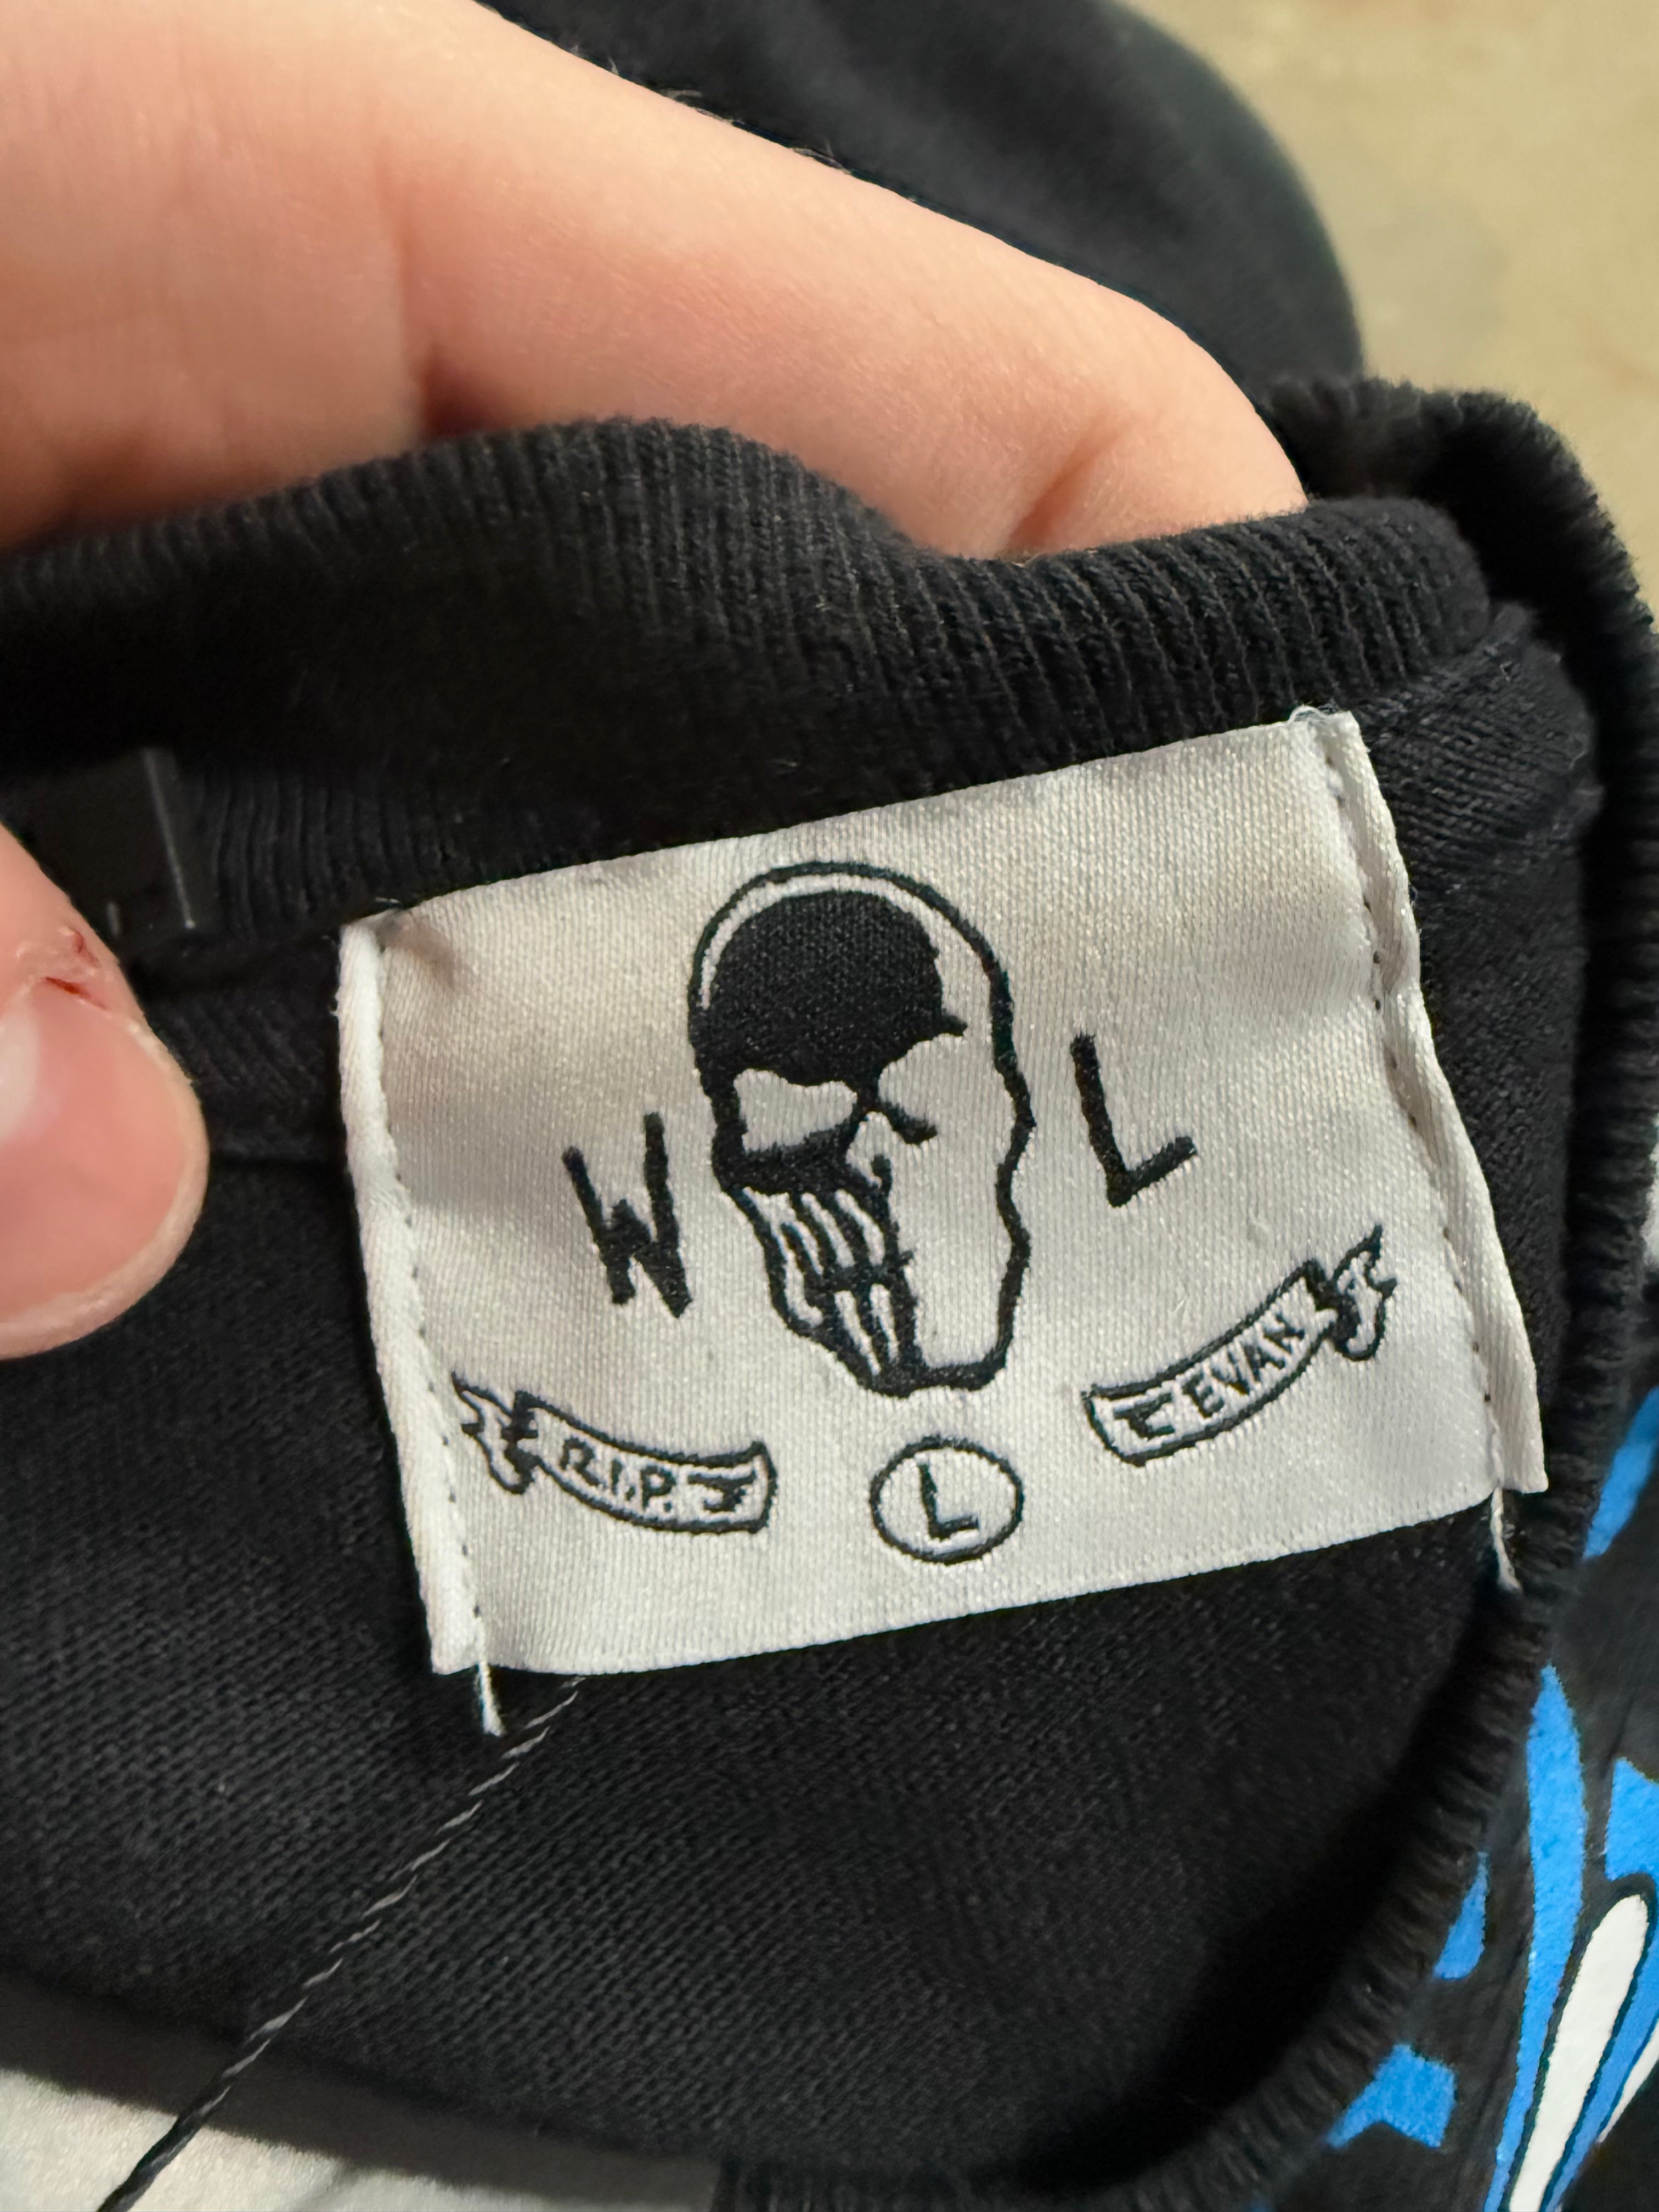 W L
R.I.P. EVAN
L